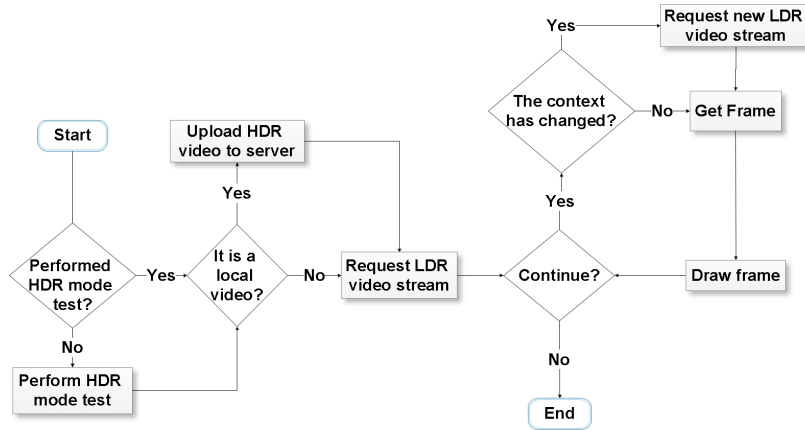 Start
Performed
HDR mode
test?
Yes
No
Perform HDR
mode test
Upload HDR
video to server
Yes
It is a
local
video?
No
Request LDR
video stream
Continue?
Yes
No
End
The context
has changed?
Yes
No
Request new LDR
video stream
Get Frame
Draw frame